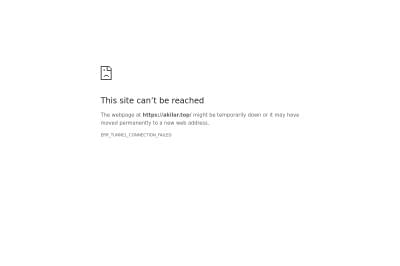 This site can't be reached
The webpage at https://akilar.top/ might be temporarily down or it may have
moved permanently to a new web address.
ERR_TUNNEL_CONNECTION_FAILED